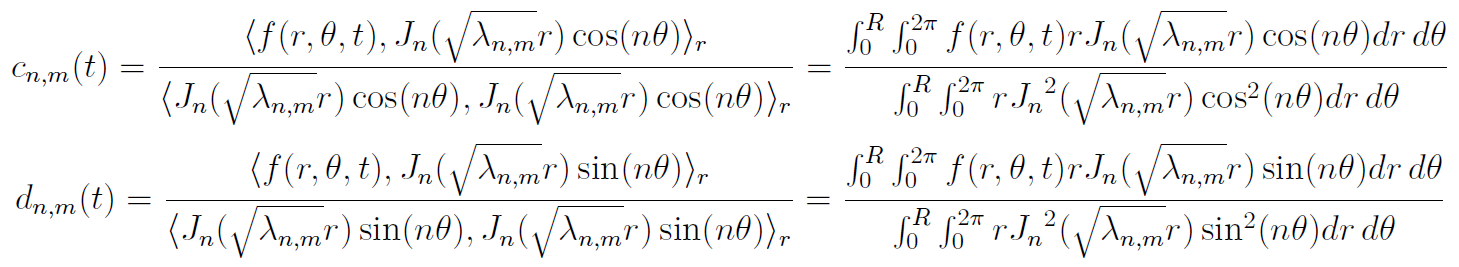 c_{n,m}(t) = \frac{\langle f(r,\theta,t), J_n(\sqrt{\lambda_{n,m}}r)\cos(n\theta)\rangle_r}{\langle J_n(\sqrt{\lambda_{n,m}}r)\cos(n\theta), J_n(\sqrt{\lambda_{n,m}}r)\cos(n\theta)\rangle_r} = \frac{\int_0^R \int_0^{2\pi} f(r,\theta,t)rJ_n(\sqrt{\lambda_{n,m}}r)\cos(n\theta)dr\,d\theta}{\int_0^R \int_0^{2\pi} r{J_n}^2(\sqrt{\lambda_{n,m}}r)\cos^2(n\theta)dr\,d\theta}
d_{n,m}(t) = \frac{\langle f(r,\theta,t), J_n(\sqrt{\lambda_{n,m}}r)\sin(n\theta)\rangle_r}{\langle J_n(\sqrt{\lambda_{n,m}}r)\sin(n\theta), J_n(\sqrt{\lambda_{n,m}}r)\sin(n\theta)\rangle_r} = \frac{\int_0^R \int_0^{2\pi} f(r,\theta,t)rJ_n(\sqrt{\lambda_{n,m}}r)\sin(n\theta)dr\,d\theta}{\int_0^R \int_0^{2\pi} r{J_n}^2(\sqrt{\lambda_{n,m}}r)\sin^2(n\theta)dr\,d\theta}